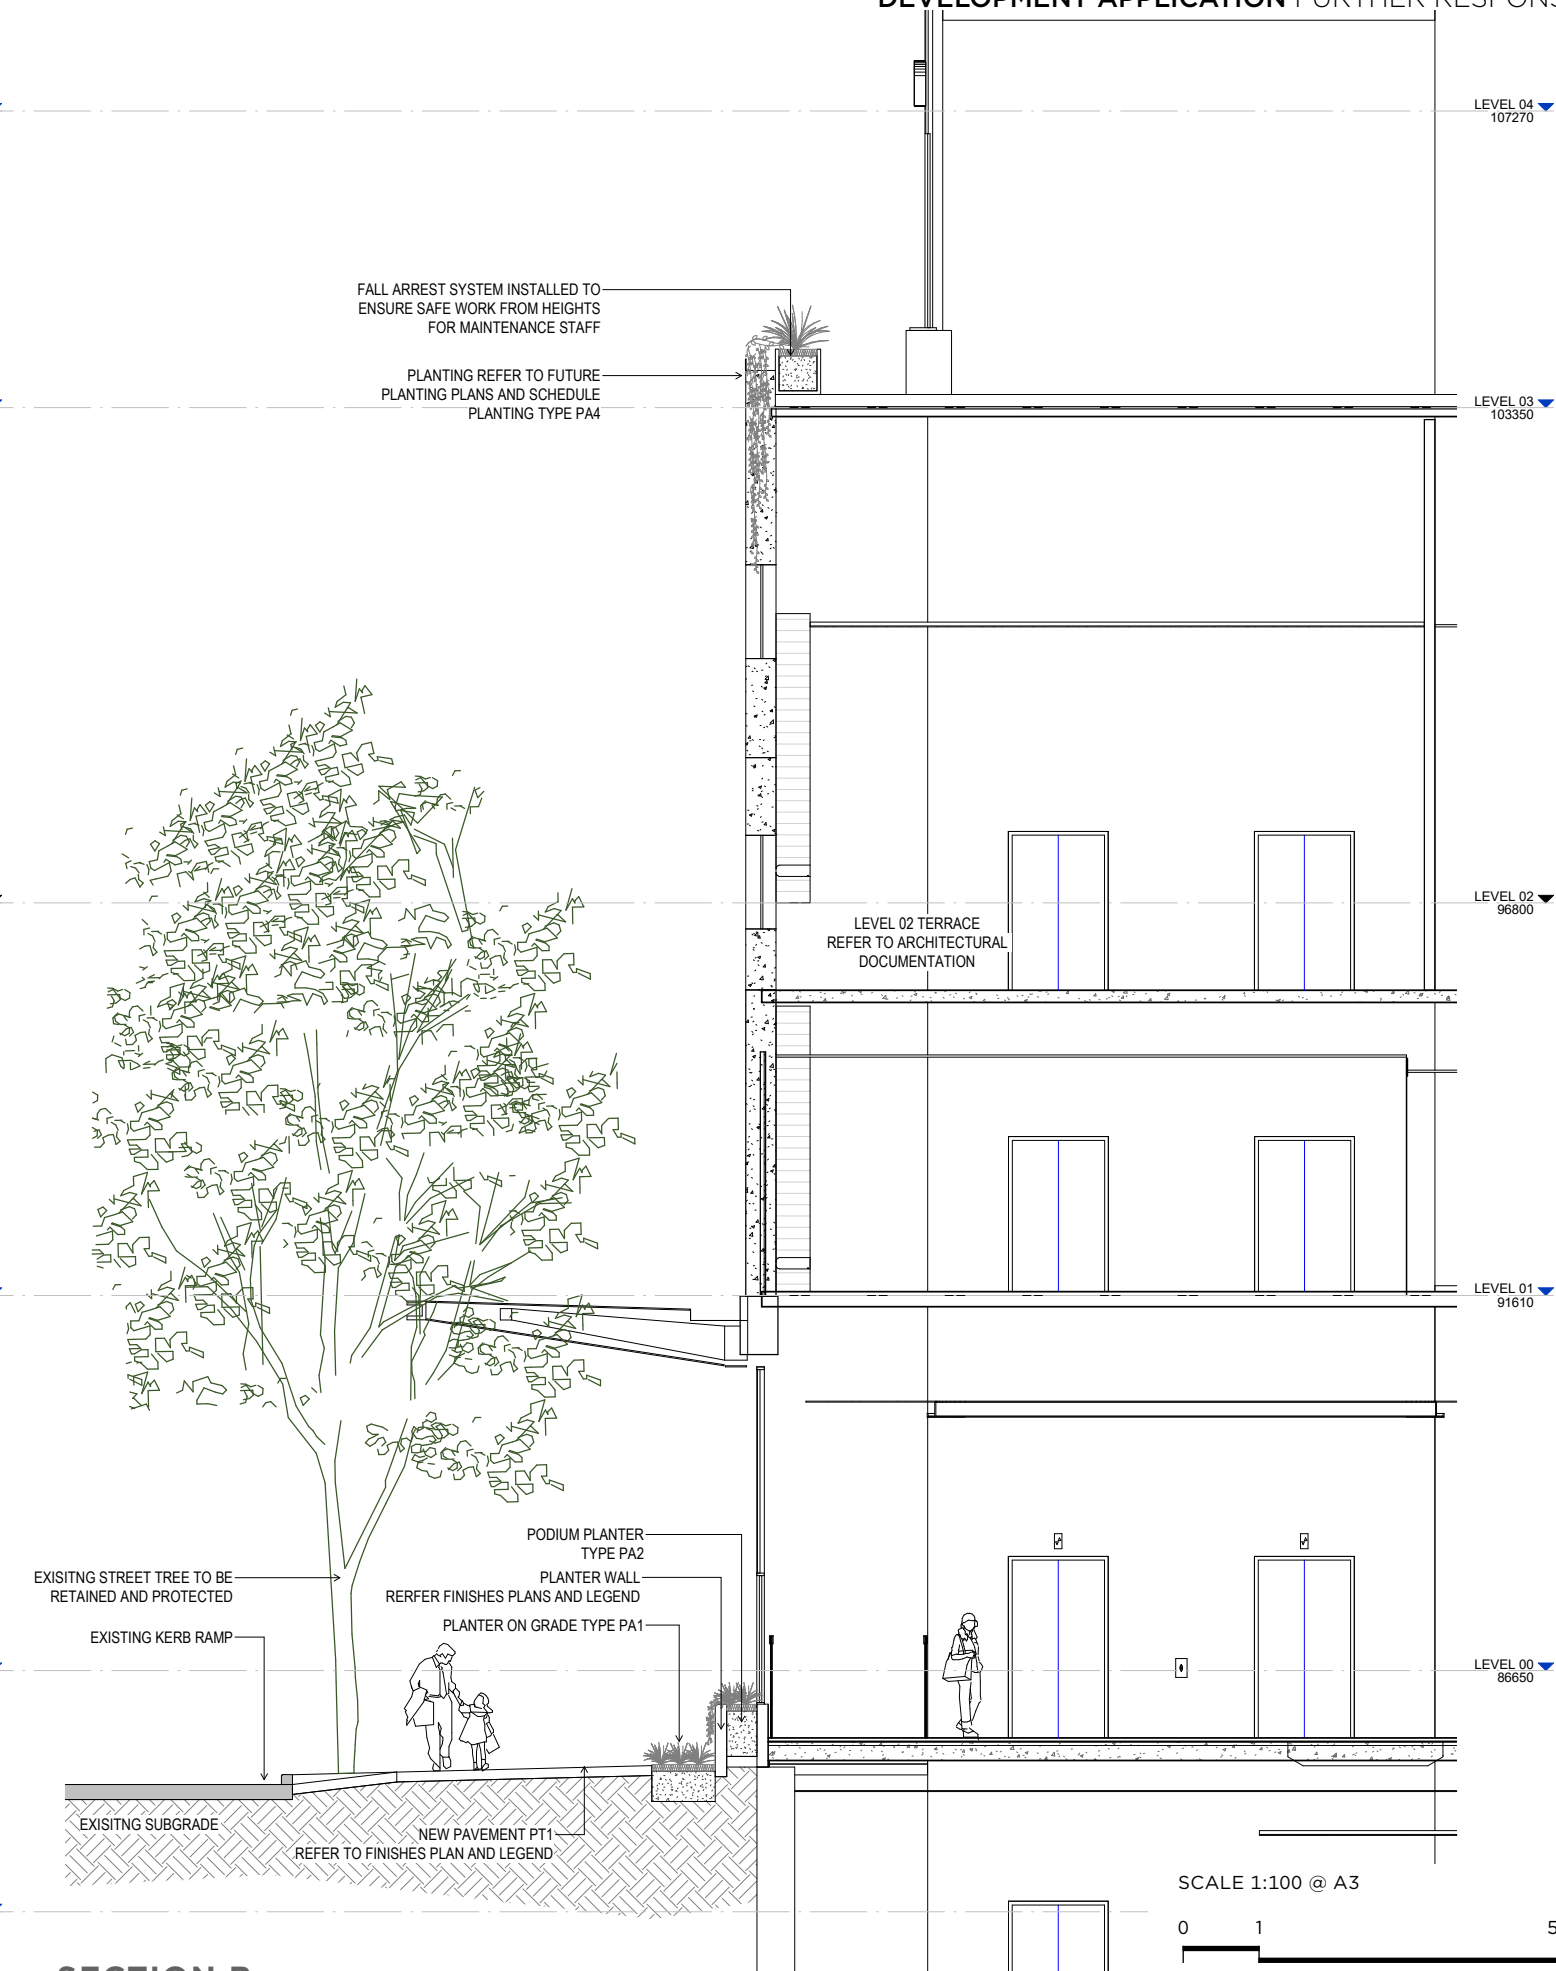 DEVELOPMENT APPLICATION FURTHER RESPONS
LEVEL 04
107270
FALL ARREST SYSTEM INSTALLED TO
ENSURE SAFE WORK FROM HEIGHTS
FOR MAINTENANCE STAFF
PLANTING REFER TO FUTURE
PLANTING PLANS AND SCHEDULE
PLANTING TYPE PA4
LEVEL 03
103350
LEVEL 02
96800
LEVEL 02 TERRACE
REFER TO ARCHITECTURAL
DOCUMENTATION
LEVEL 01
91610
PODIUM PLANTER
TYPE PA2
EXISITNG STREET TREE TO BE
RETAINED AND PROTECTED
PLANTER WALL
RERFER FINISHES PLANS AND LEGEND
PLANTER ON GRADE TYPE PA1
EXISTING KERB RAMP
LEVEL 00
86650
EXISITNG SUBGRADE
NEW PAVEMENT PT1
REFER TO FINISHES PLAN AND LEGEND
SCALE 1:100 @ A3
0 1 5
SECTION B